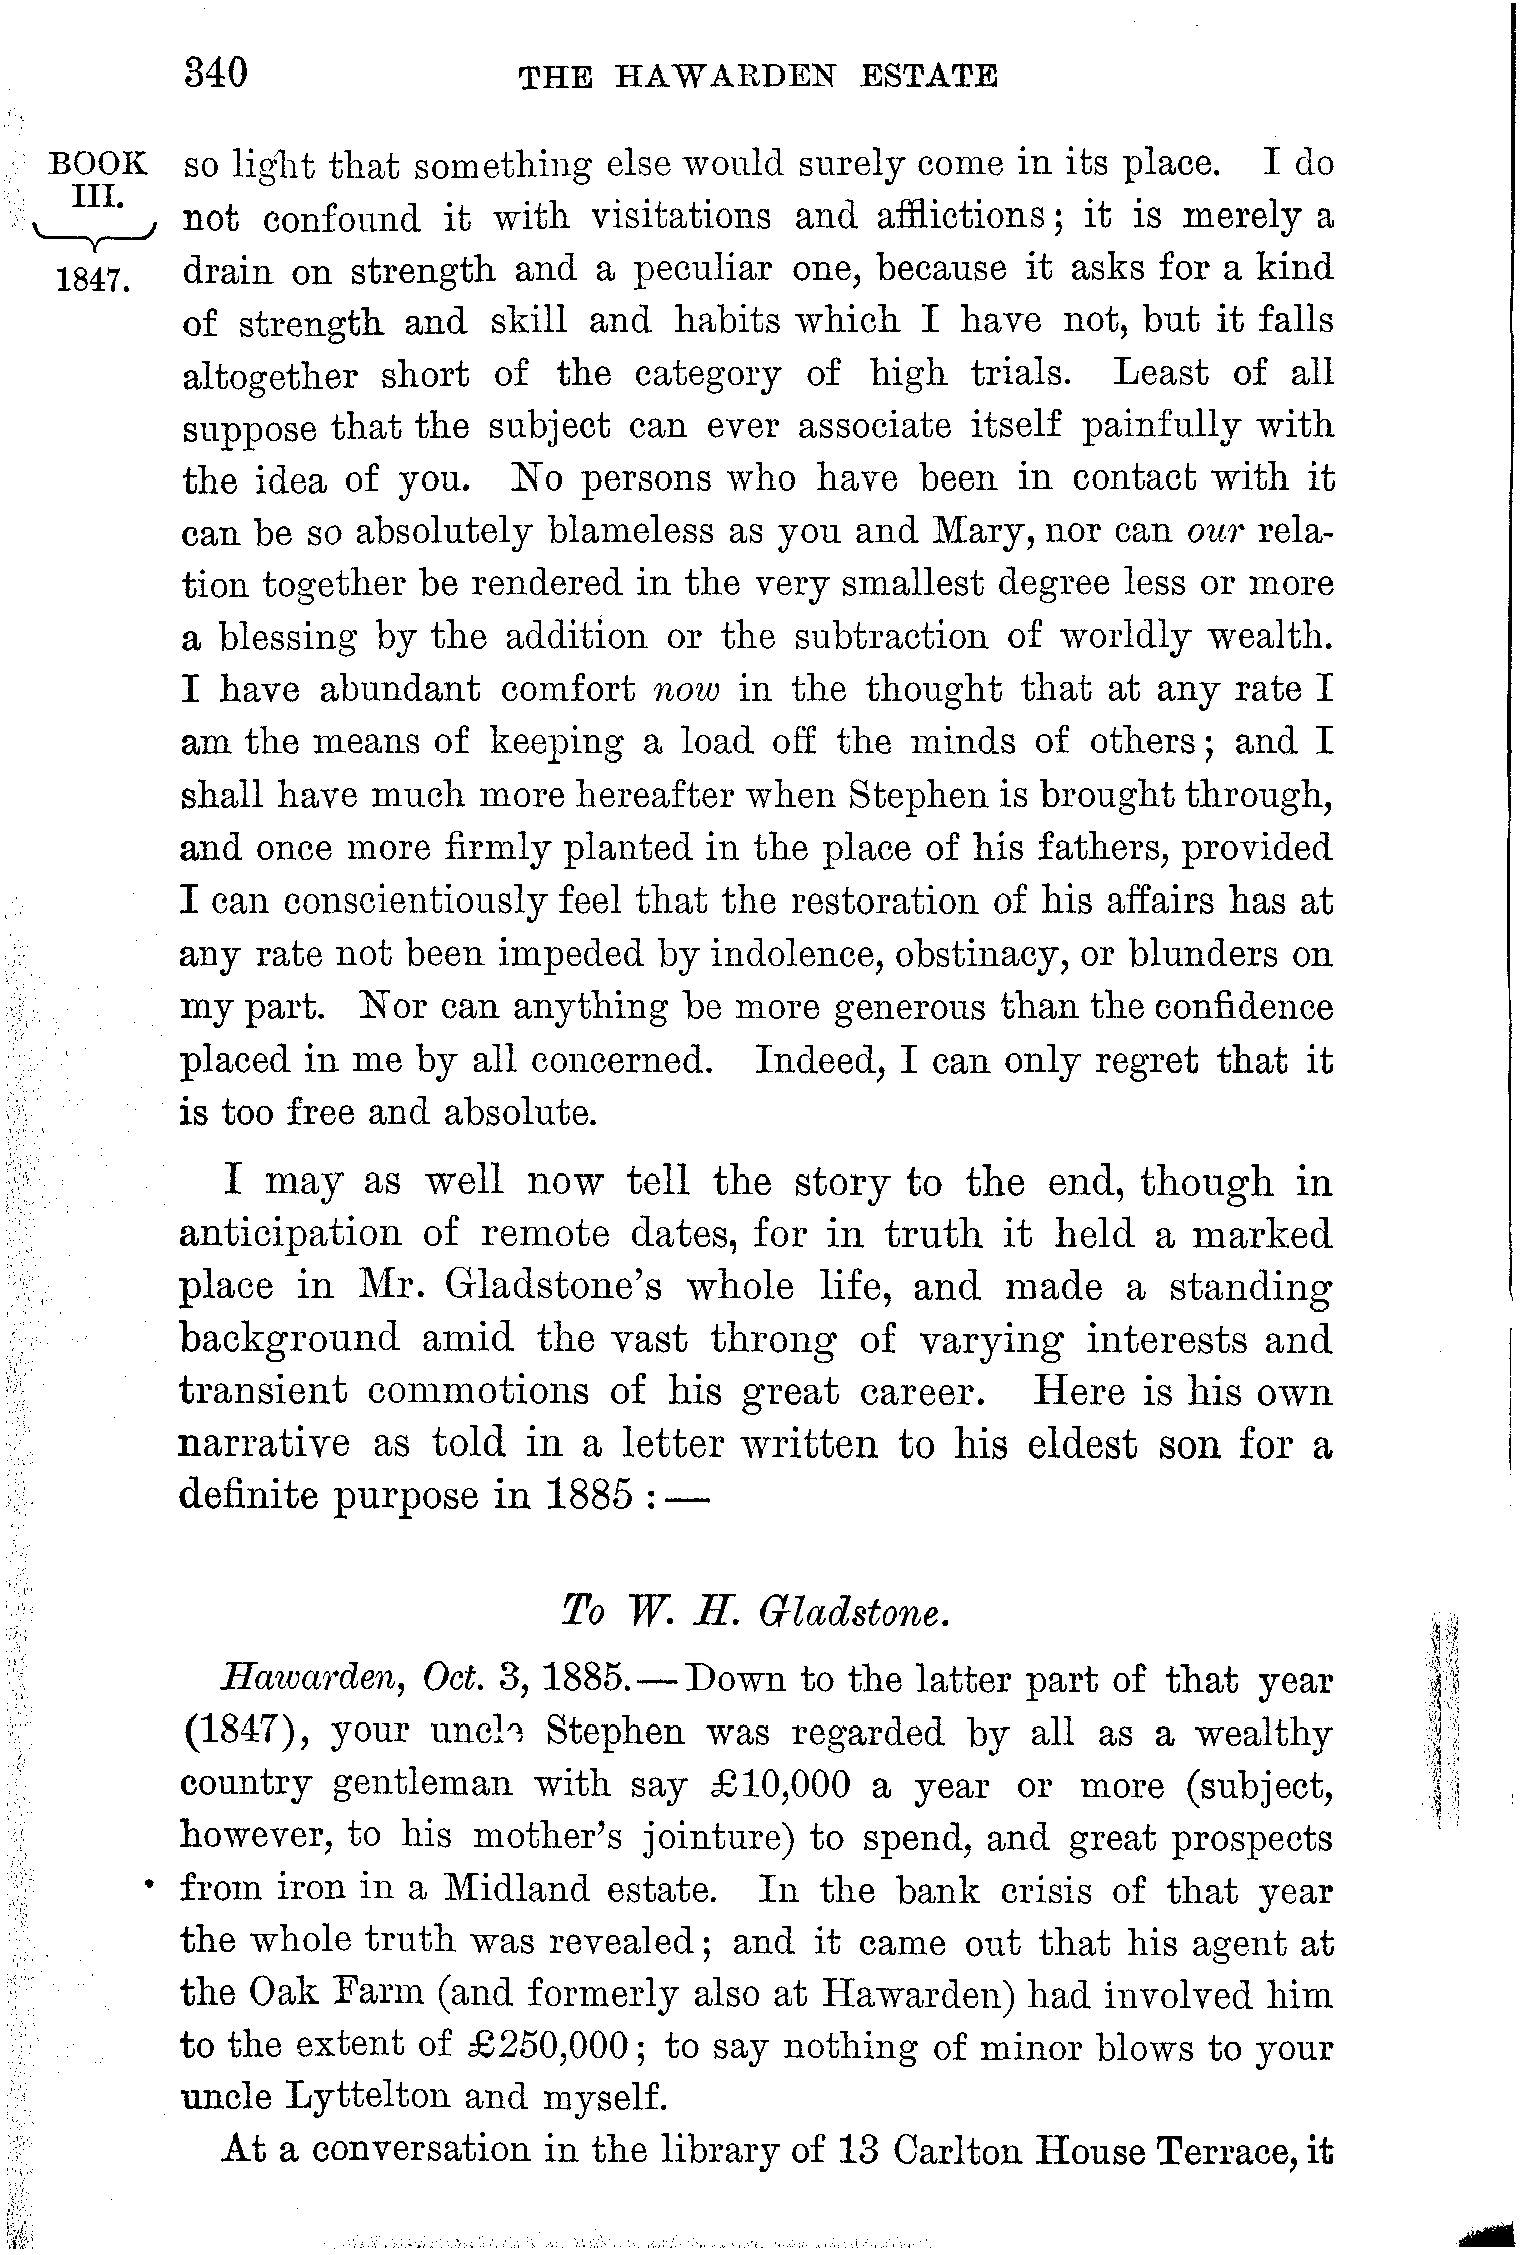 340 THE HAWARDEN ESTATE
BOOK
III.
1847.
so light that something else would surely come in its place. I do
not confound it with visitations and afflictions; it is merely a
drain on strength and a peculiar one, because it asks for a kind
of strength and skill and habits which I have not, but it falls
altogether short of the category of high trials. Least of all
suppose that the subject can ever associate itself painfully with
the idea of you. No persons who have been in contact with it
can be so absolutely blameless as you and Mary, nor can our rela-
tion together be rendered in the very smallest degree less or more
a blessing by the addition or the subtraction of worldly wealth.
I have abundant comfort now in the thought that at any rate I
am the means of keeping a load off the minds of others; and I
shall have much more hereafter when Stephen is brought through,
and once more firmly planted in the place of his fathers, provided
I can conscientiously feel that the restoration of his affairs has at
any rate not been impeded by indolence, obstinacy, or blunders on
my part. Nor can anything be more generous than the confidence
placed in me by all concerned. Indeed, I can only regret that it
is too free and absolute.
I may as well now tell the story to the end, though in
anticipation of remote dates, for in truth it held a marked
place in Mr. Gladstone's whole life, and made a standing
background amid the vast throng of varying interests and
transient commotions of his great career. Here is his own
narrative as told in a letter written to his eldest son for a
definite purpose in 1885 :—
To W. H. Gladstone.
Hawarden, Oct. 3, 1885.—Down to the latter part of that year
(1847), your uncle Stephen was regarded by all as a wealthy
country gentleman with say £10,000 a year or more (subject,
however, to his mother's jointure) to spend, and great prospects
from iron in a Midland estate. In the bank crisis of that year
the whole truth was revealed; and it came out that his agent at
the Oak Farm (and formerly also at Hawarden) had involved him
to the extent of £250,000; to say nothing of minor blows to your
uncle Lyttelton and myself.
At a conversation in the library of 13 Carlton House Terrace, it